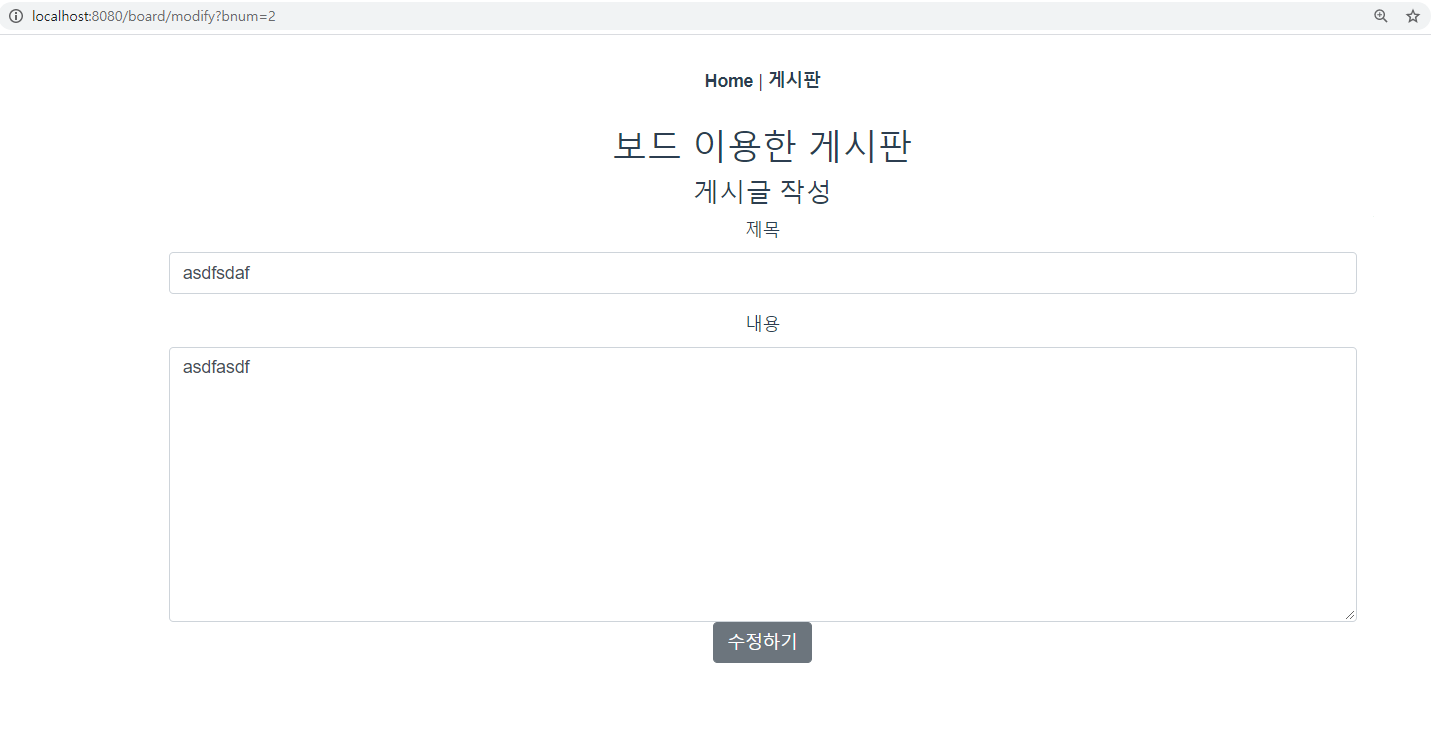 localhost:8080/board/modify?bnum=2
Home | 게시판
보드 이용한 게시판
게시글 작성
제목
asdfsdaf
내용
asdfasdf
수정하기